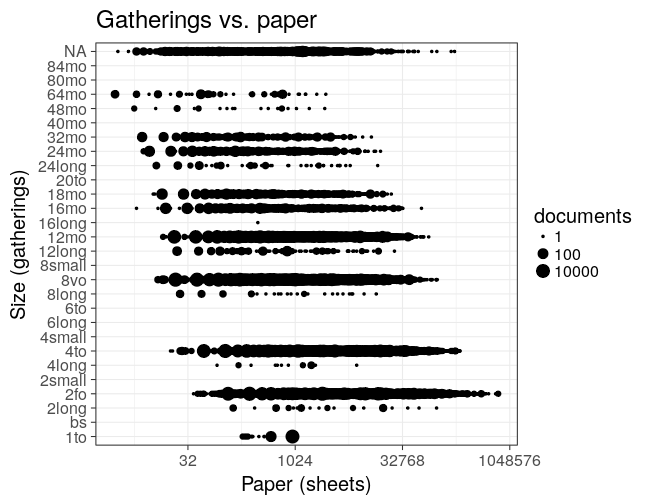 Gatherings vs. paper
NA
84mo
80mo
64mo
48mo
40mo
32mo
24mo
24long
20to
18mo
16mo
16long
12mo
12long
8small
8vo
8long
6to
6long
4small
4to
4long
2small
2fo
2long
bs
1to
Size (gatherings)
32
1024
32768
1048576
Paper (sheets)
documents
1
100
10000